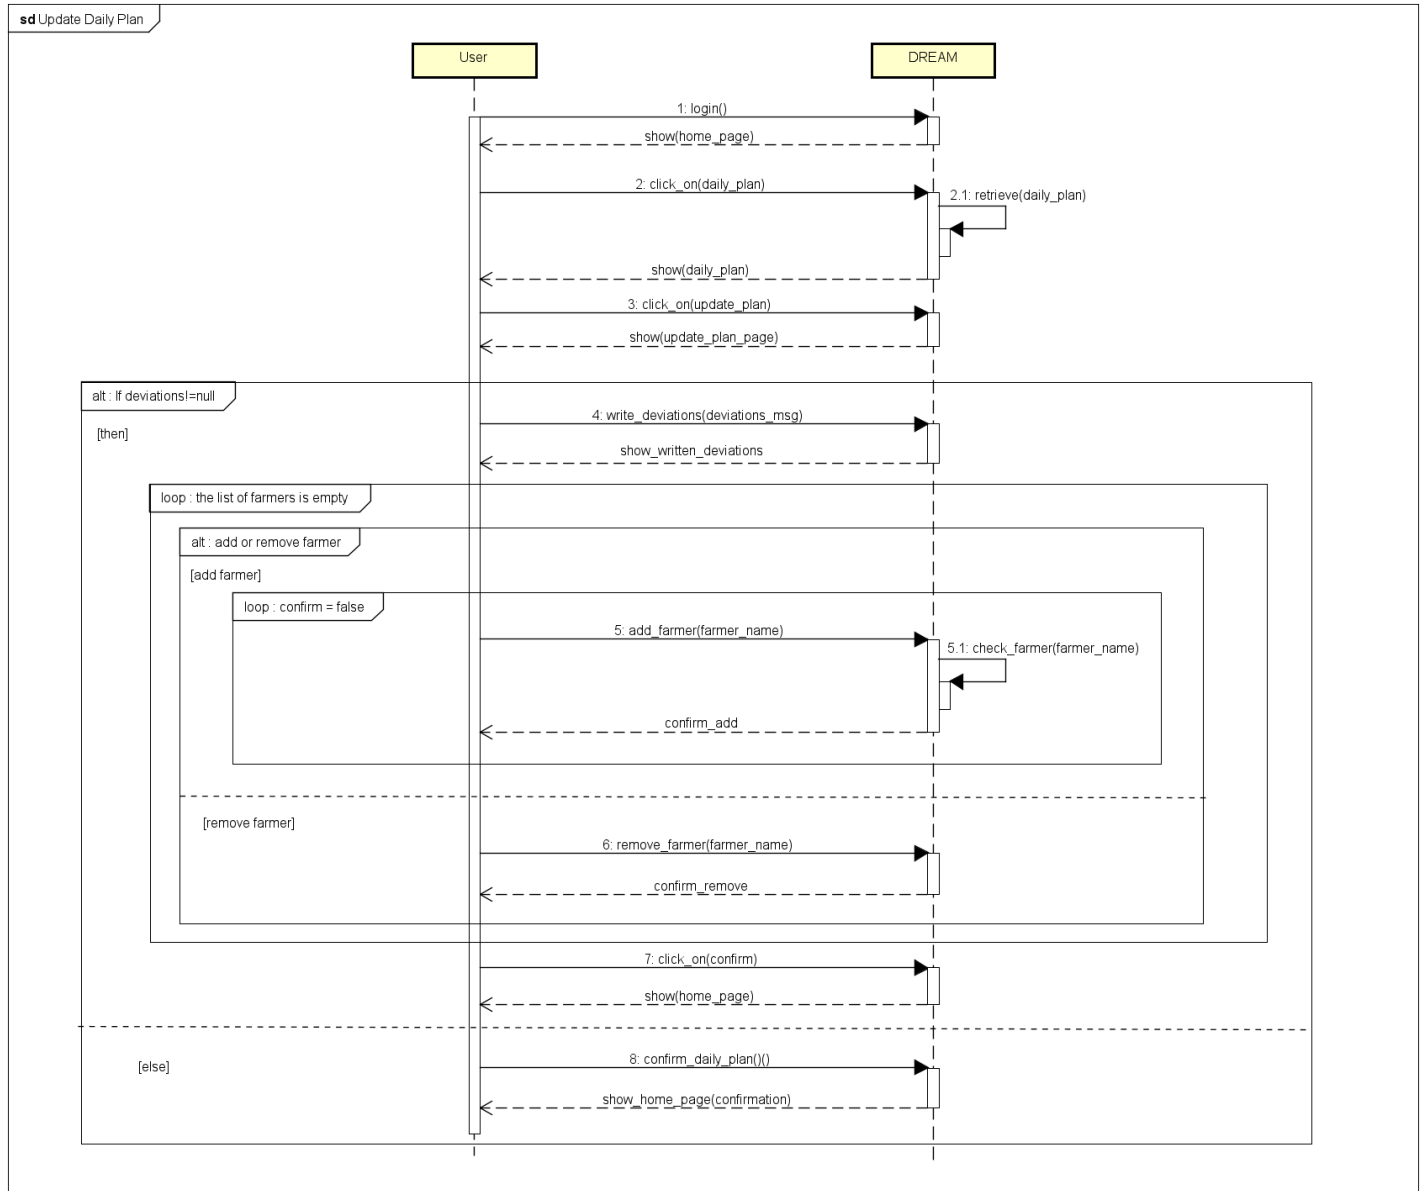 sd Update Daily Plan
User
DREAM
1: login()
show(home_page)
2: click_on(daily_plan)
2.1: retrieve(daily_plan)
show(daily_plan)
3: click_on(update_plan)
show(update_plan_page)
alt : If deviations!=null
4: write_deviations(deviations_msg)
[then]
show_written_deviations
loop : the list of farmers is empty
alt : add or remove farmer
[add farmer]
loop : confirm = false
5: add_farmer(farmer_name)
5.1: check_farmer(farmer_name)
confirm_add
[remove farmer]
6: remove_farmer(farmer_name)
confirm_remove
7: click_on(confirm)
show(home_page)
8: confirm_daily_plan()()
[else]
show_home_page(confirmation)